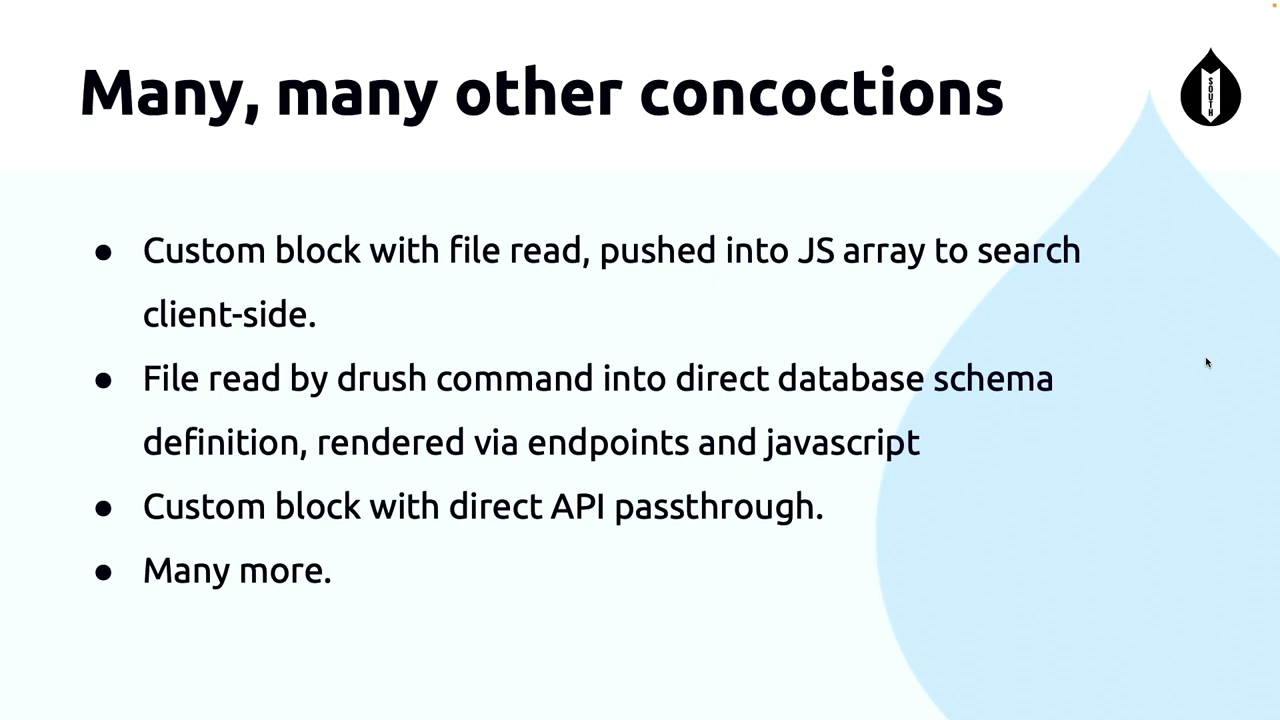 Many, many other concoctions
SOUTH
● Custom block with file read, pushed into JS array to search
client-side.
● File read by drush command into direct database schema
definition, rendered via endpoints and javascript
● Custom block with direct API passthrough.
● Many more.